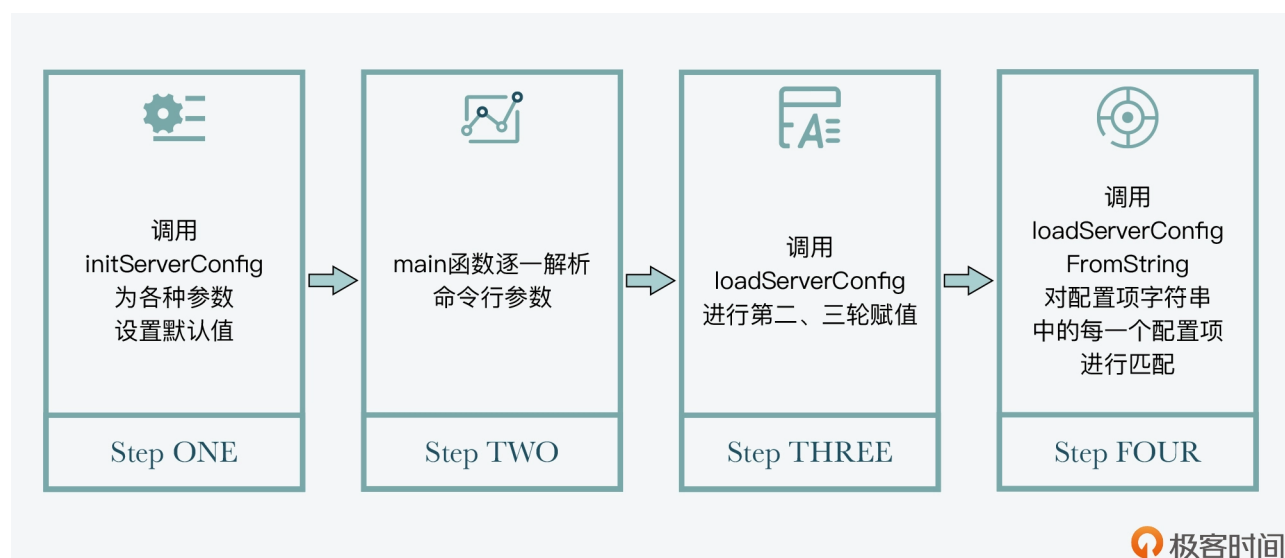 调用
initServerConfig
为各种参数
设置默认值
Step ONE
main函数逐一解析
命令行参数
Step TWO
调用
loadServerConfig
进行第二、三轮赋值
Step THREE
调用
loadServerConfig
FromString
对配置项字符串
中的每一个配置项
进行匹配
Step FOUR
极客时间